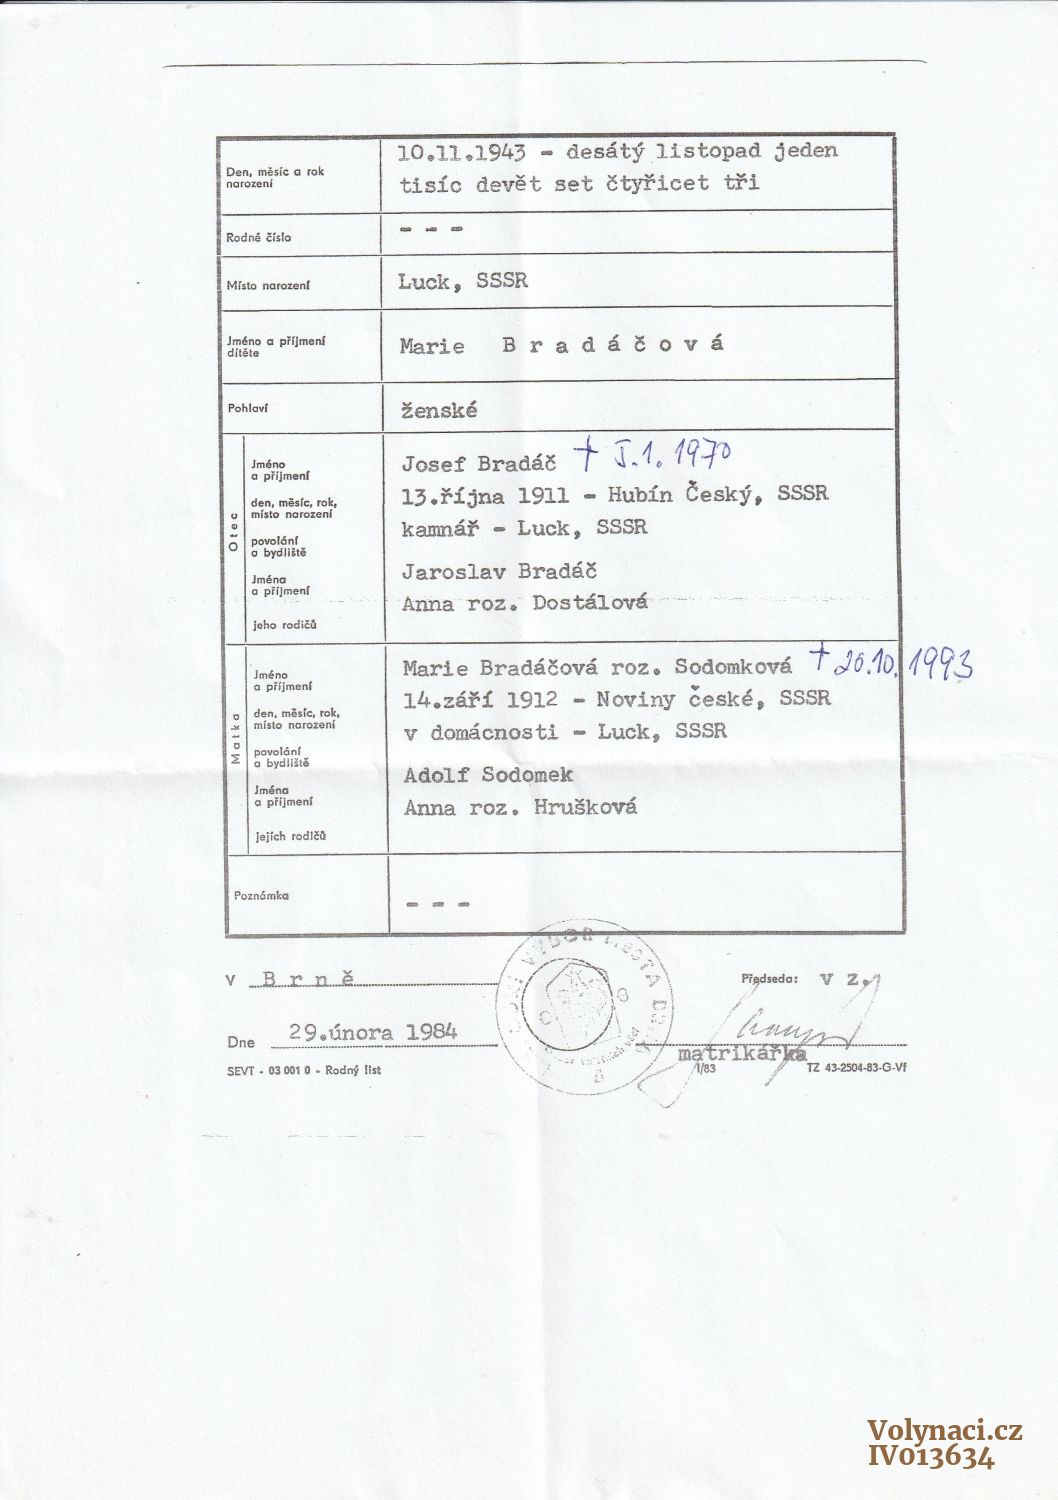 Den, měsíc a rok
narození
10.11.1943 - desátý listopad jeden
tisíc devět set čtyřicet tři
Rodné číslo
- - -
Místo narození
Luck, SSSR
Jméno a příjmení
dítěte
Marie B r a d á č o v á
Pohlaví
ženské
Otec
Jméno
a příjmení
Josef Bradáč † 5.1. 1970
den, měsíc, rok,
místo narození
13.října 1911 - Hubín Český, SSSR
povolání
a bydliště
kamnář - Luck, SSSR
Jména
a příjmení
jeho rodičů
Jaroslav Bradáč
Anna roz. Dostálová
Matka
Jméno
a příjmení
Marie Bradáčová roz. Sodomková † 20.10. 1993
den, měsíc, rok,
místo narození
14.září 1912 - Noviny české, SSSR
povolání
a bydliště
v domácnosti - Luck, SSSR
Jména
a příjmení
jejích rodičů
Adolf Sodomek
Anna roz. Hrušková
Poznámka
- - -
V B r n ě
Předseda: v z.
Dne 29.února 1984
matrikářka
SEVT - 03 001 0 - Rodný list
1/83
TZ 43-2504-83-G-Vf
VÝBOR MĚSTA
Volynaci.cz
IV013634